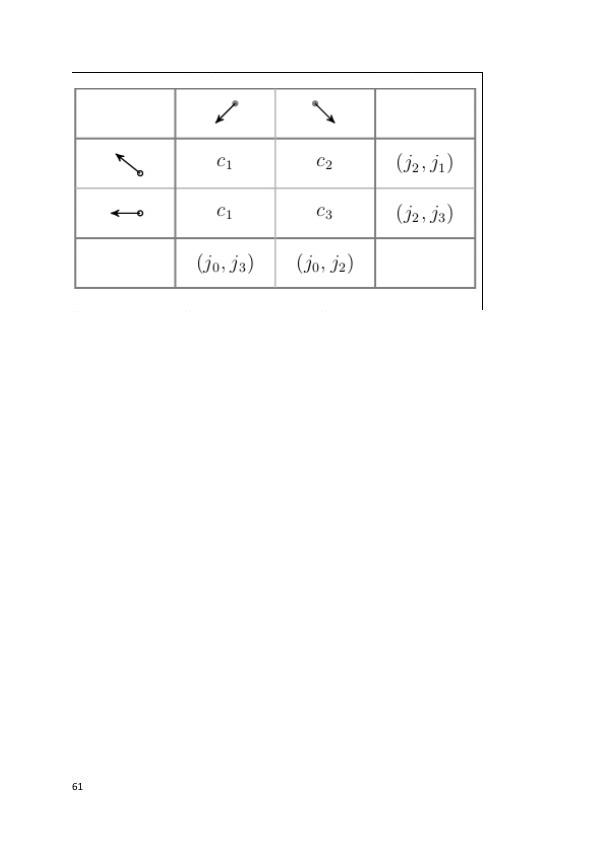 c₁ c₂ (j₂, j₁)
c₁ c₃ (j₂, j₃)
(j₀, j₃) (j₀, j₂)
61